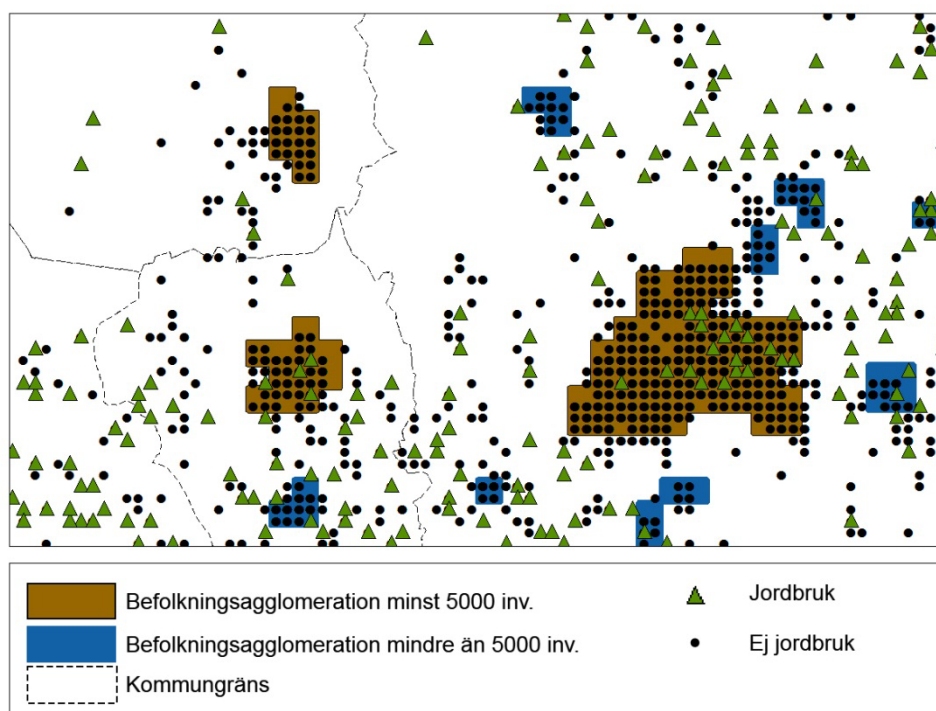 Befolkningsagglomeration minst 5000 inv.
Befolkningsagglomeration mindre än 5000 inv.
Kommungräns
Jordbruk
Ej jordbruk